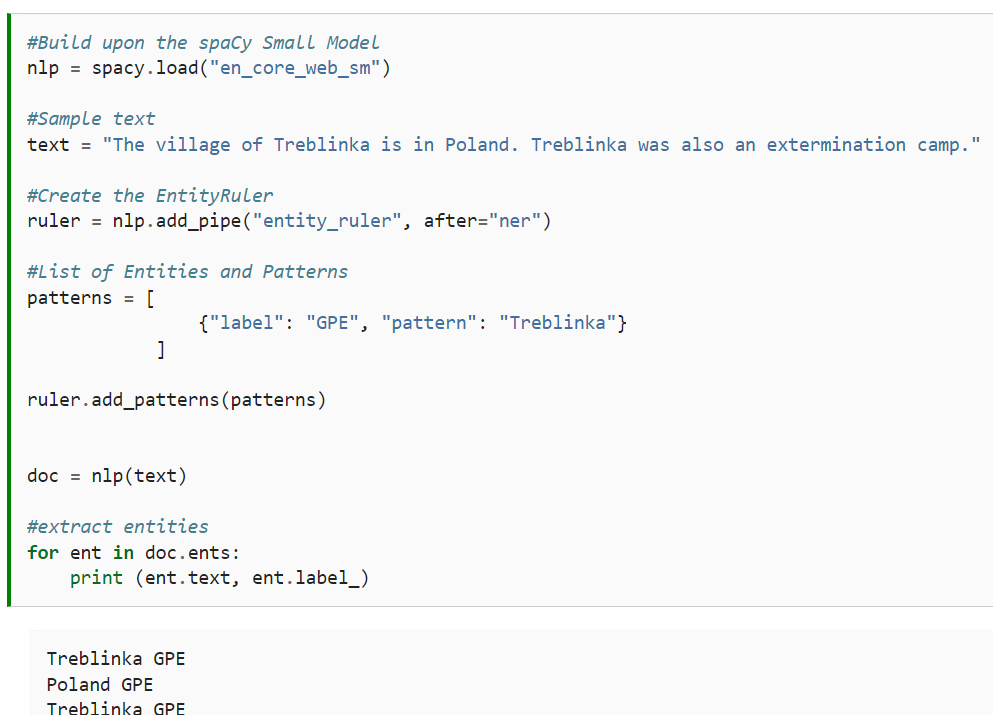 #Build upon the spaCy Small Model
nlp = spacy.load("en_core_web_sm")
#Sample text
text = "The village of Treblinka is in Poland. Treblinka was also an extermination camp."
#Create the EntityRuler
ruler = nlp.add_pipe("entity_ruler", after="ner")
#List of Entities and Patterns
patterns = [
                {"label": "GPE", "pattern": "Treblinka"}
            ]
ruler.add_patterns(patterns)
doc = nlp(text)
#extract entities
for ent in doc.ents:
    print (ent.text, ent.label_)
Treblinka GPE
Poland GPE
Treblinka GPE